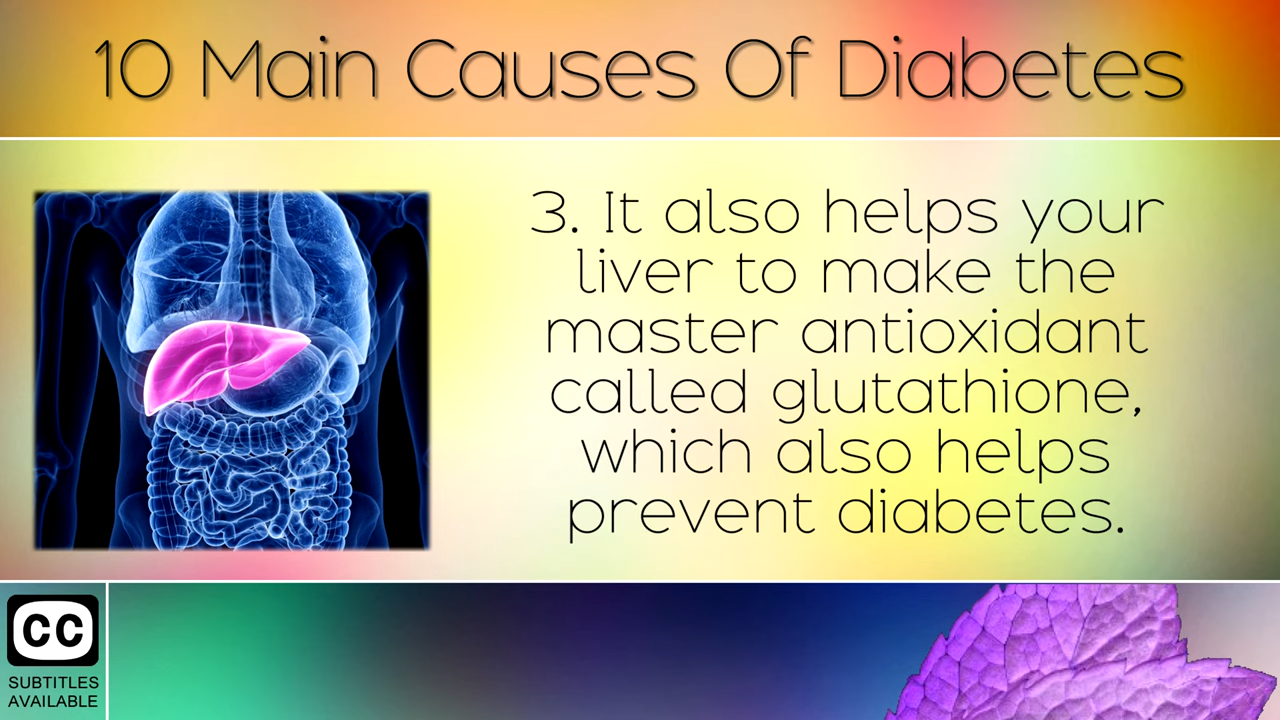 10 Main Causes Of Diabetes
3. It also helps your
liver to make the
master antioxidant
called glutathione,
which also helps
prevent diabetes.
CC
SUBTITLES
AVAILABLE